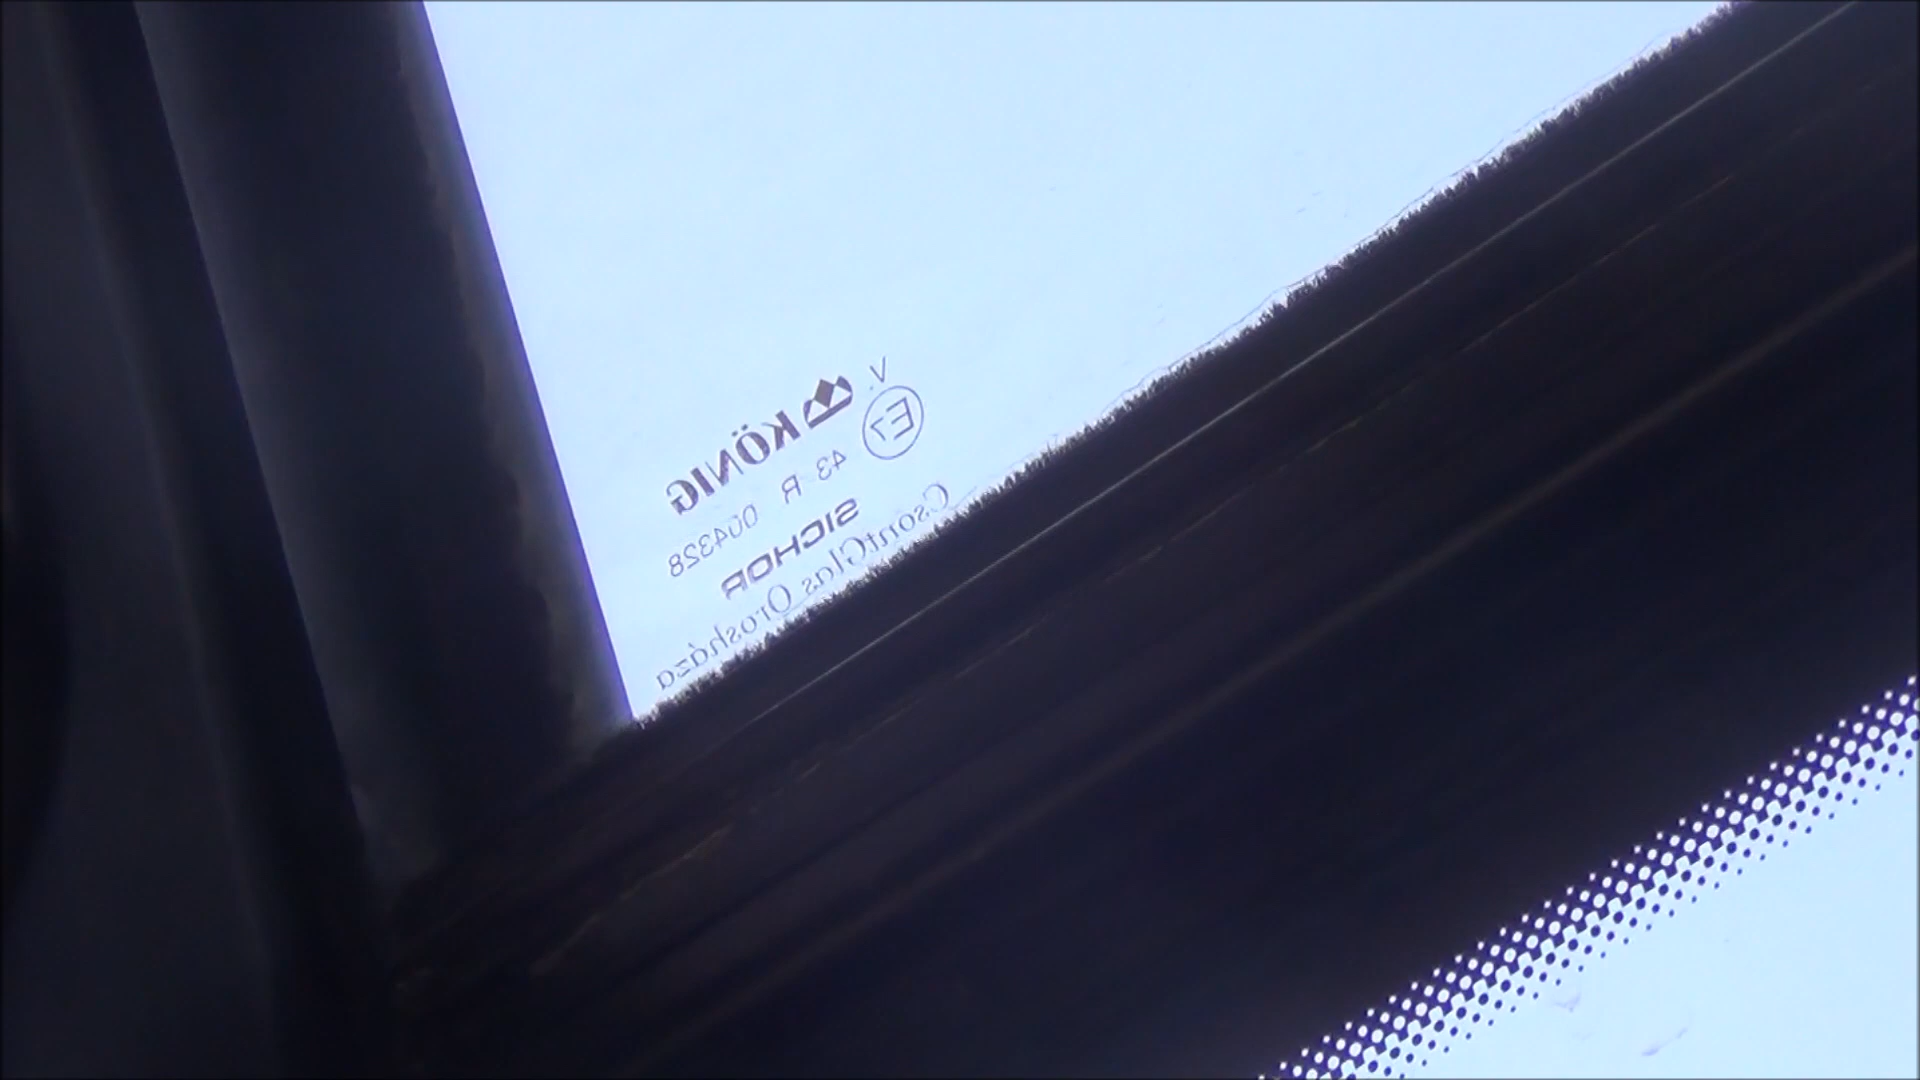 V
KÖNIG
E7
43 R 004328
SICHOR
CsontGlas Orosháza